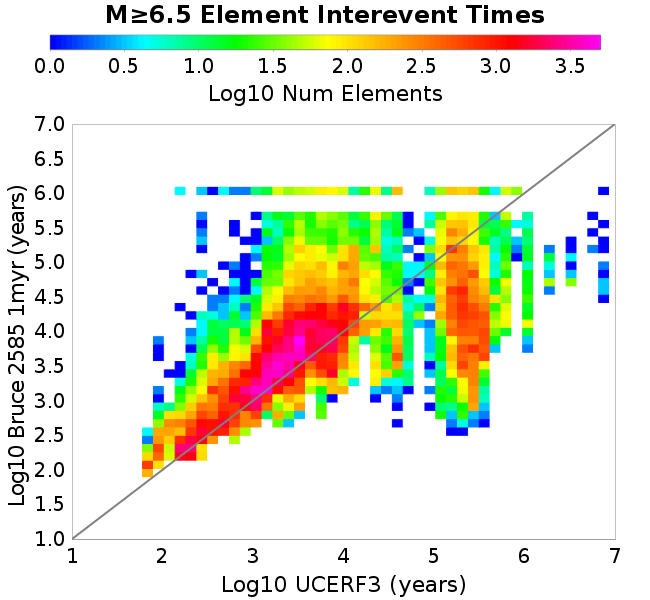 M≥6.5 Element Interevent Times
0.0 0.5 1.0 1.5 2.0 2.5 3.0 3.5
Log10 Num Elements
Log10 Bruce 2585 1myr (years)
7.0
6.5
6.0
5.5
5.0
4.5
4.0
3.5
3.0
2.5
2.0
1.5
1.0
1 2 3 4 5 6 7
Log10 UCERF3 (years)